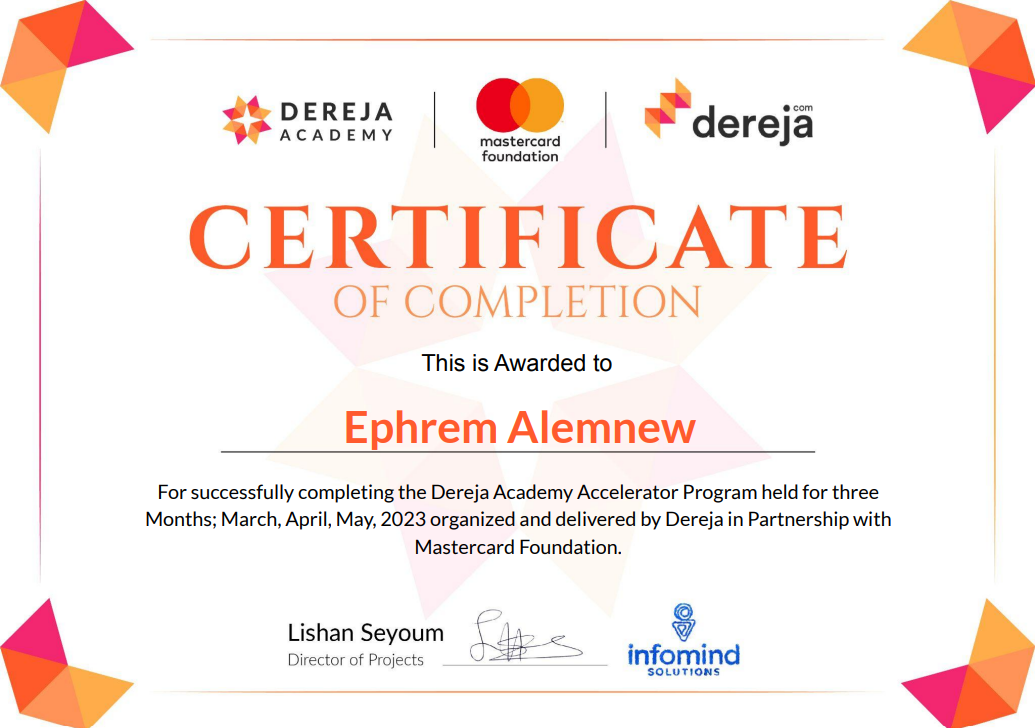 DEREJA
ACADEMY
mastercard
foundation
dereja
com
CERTIFICATE
OF COMPLETION
This is Awarded to
Ephrem Alemnew
For successfully completing the Dereja Academy Accelerator Program held for three
Months; March, April, May, 2023 organized and delivered by Dereja in Partnership with
Mastercard Foundation.
Lishan Seyoum
Director of Projects
infomind
SOLUTIONS